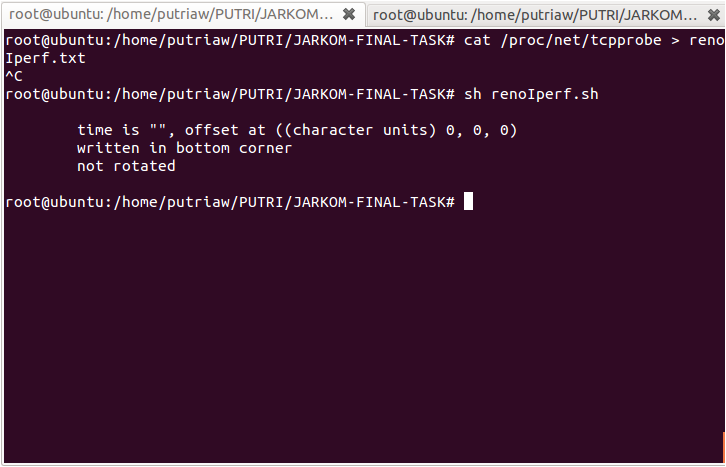 root@ubuntu: /home/putriaw/PUTRI/JARKOM... root@ubuntu: /home/putriaw/PUTRI/JARKOM...
root@ubuntu:/home/putriaw/PUTRI/JARKOM-FINAL-TASK# cat /proc/net/tcpprobe > reno
Iperf.txt
^C
root@ubuntu:/home/putriaw/PUTRI/JARKOM-FINAL-TASK# sh renoIperf.sh
time is "", offset at ((character units) 0, 0, 0)
written in bottom corner
not rotated
root@ubuntu:/home/putriaw/PUTRI/JARKOM-FINAL-TASK#